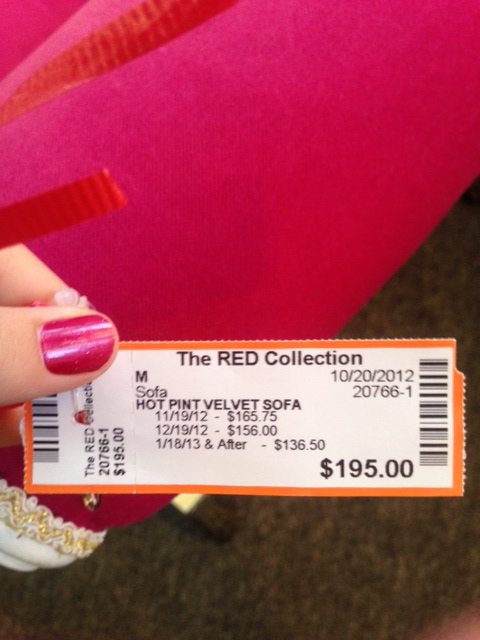 The RED Collection
M 10/20/2012
Sofa 20766-1
HOT PINT VELVET SOFA
11/19/12 - $165.75
12/19/12 - $156.00
1/18/13 & After - $136.50
$195.00
The RED Collection
20766-1
$195.00